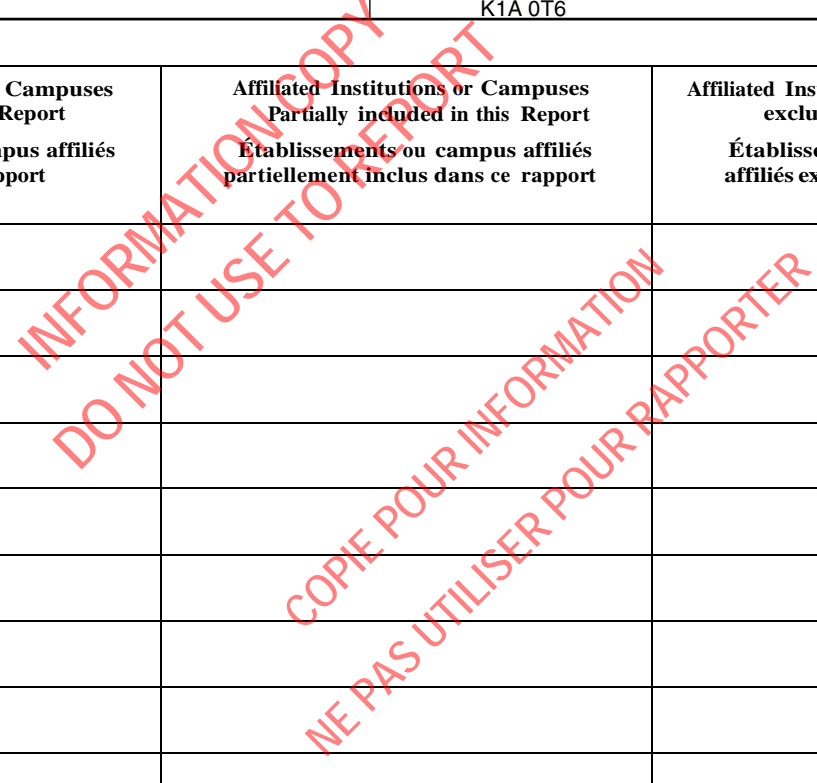 K1A 0T6
Campuses
Report
pus affiliés
pport
Affiliated Institutions or Campuses
Partially included in this Report
Établissements ou campus affiliés
partiellement inclus dans ce rapport
Affiliated Inst
exclu
Établisse
affiliés ex
INFORMATION COPY
DO NOT USE TO REPORT
COPIE POUR INFORMATION
NE PAS UTILISER POUR RAPPORTER